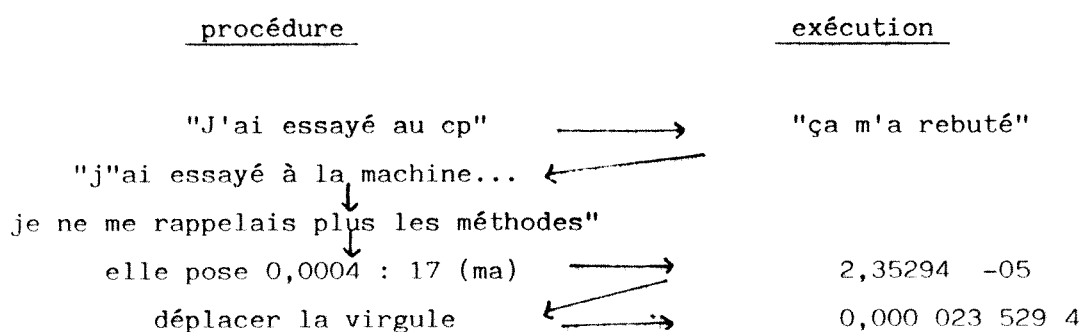 procédure exécution
"J'ai essayé au cp" "ça m'a rebuté"
"j"ai essayé à la machine...
je ne me rappelais plus les méthodes"
elle pose 0,0004 : 17 (ma) 2,35294 -05
déplacer la virgule 0,000 023 529 4